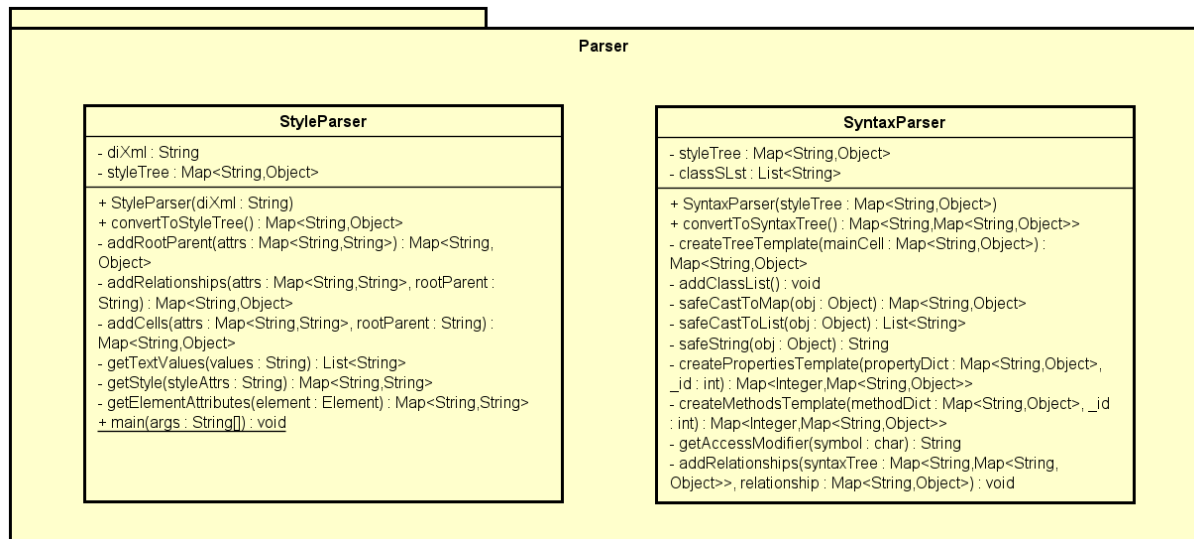 Parser
StyleParser
- diXml : String
- styleTree : Map<String,Object>
+ StyleParser(diXml : String)
+ convertToStyleTree() : Map<String,Object>
- addRootParent(attrs : Map<String,String>) : Map<String,
Object>
- addRelationships(attrs : Map<String,String>, rootParent :
String) : Map<String,Object>
- addCells(attrs : Map<String,String>, rootParent : String) :
Map<String,Object>
- getTextValues(values : String) : List<String>
- getStyle(styleAttrs : String) : Map<String,String>
- getElementAttributes(element : Element) : Map<String,String>
+ main(args : String[]) : void
SyntaxParser
- styleTree : Map<String,Object>
- classSLst : List<String>
+ SyntaxParser(styleTree : Map<String,Object>)
+ convertToSyntaxTree() : Map<String,Map<String,Object>>
- createTreeTemplate(mainCell : Map<String,Object>) :
Map<String,Object>
- addClassList() : void
- safeCastToMap(obj : Object) : Map<String,Object>
- safeCastToList(obj : Object) : List<String>
- safeString(obj : Object) : String
- createPropertiesTemplate(propertyDict : Map<String,Object>,
_id : int) : Map<Integer,Map<String,Object>>
- createMethodsTemplate(methodDict : Map<String,Object>, _id
: int) : Map<Integer,Map<String,Object>>
- getAccessModifier(symbol : char) : String
- addRelationships(syntaxTree : Map<String,Map<String,
Object>>, relationship : Map<String,Object>) : void